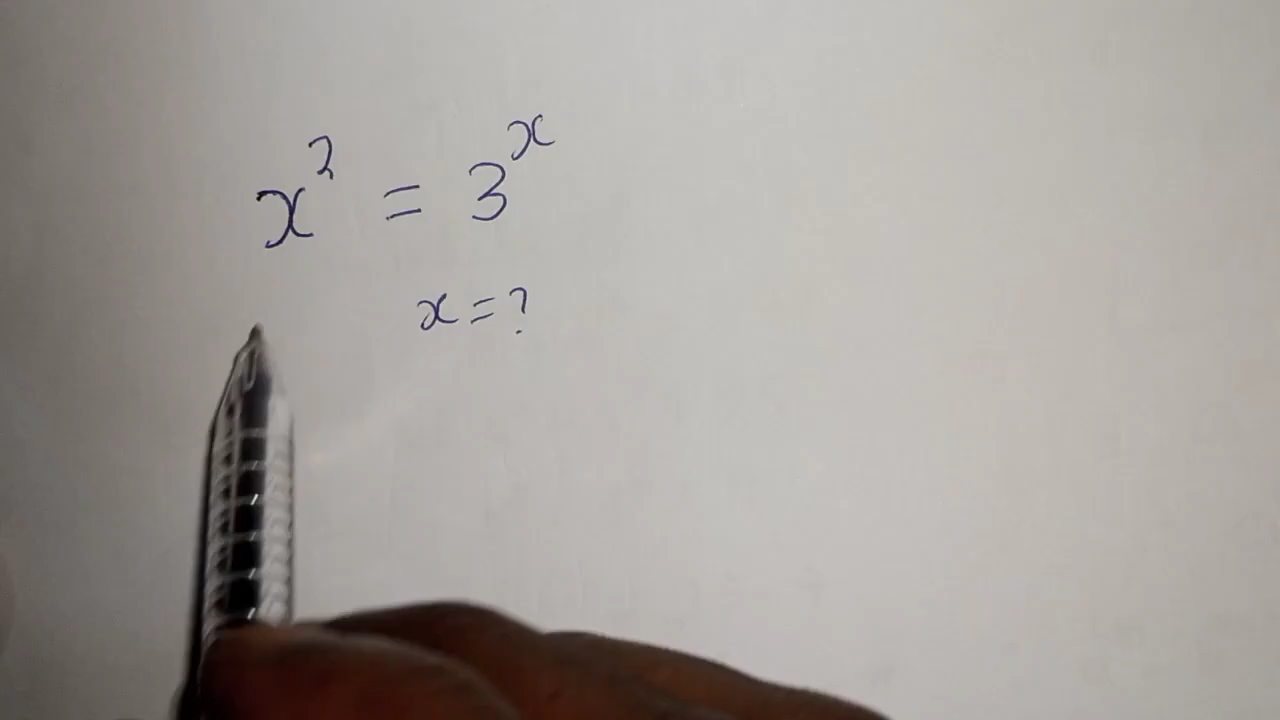 x² = 3ˣ
x = ?